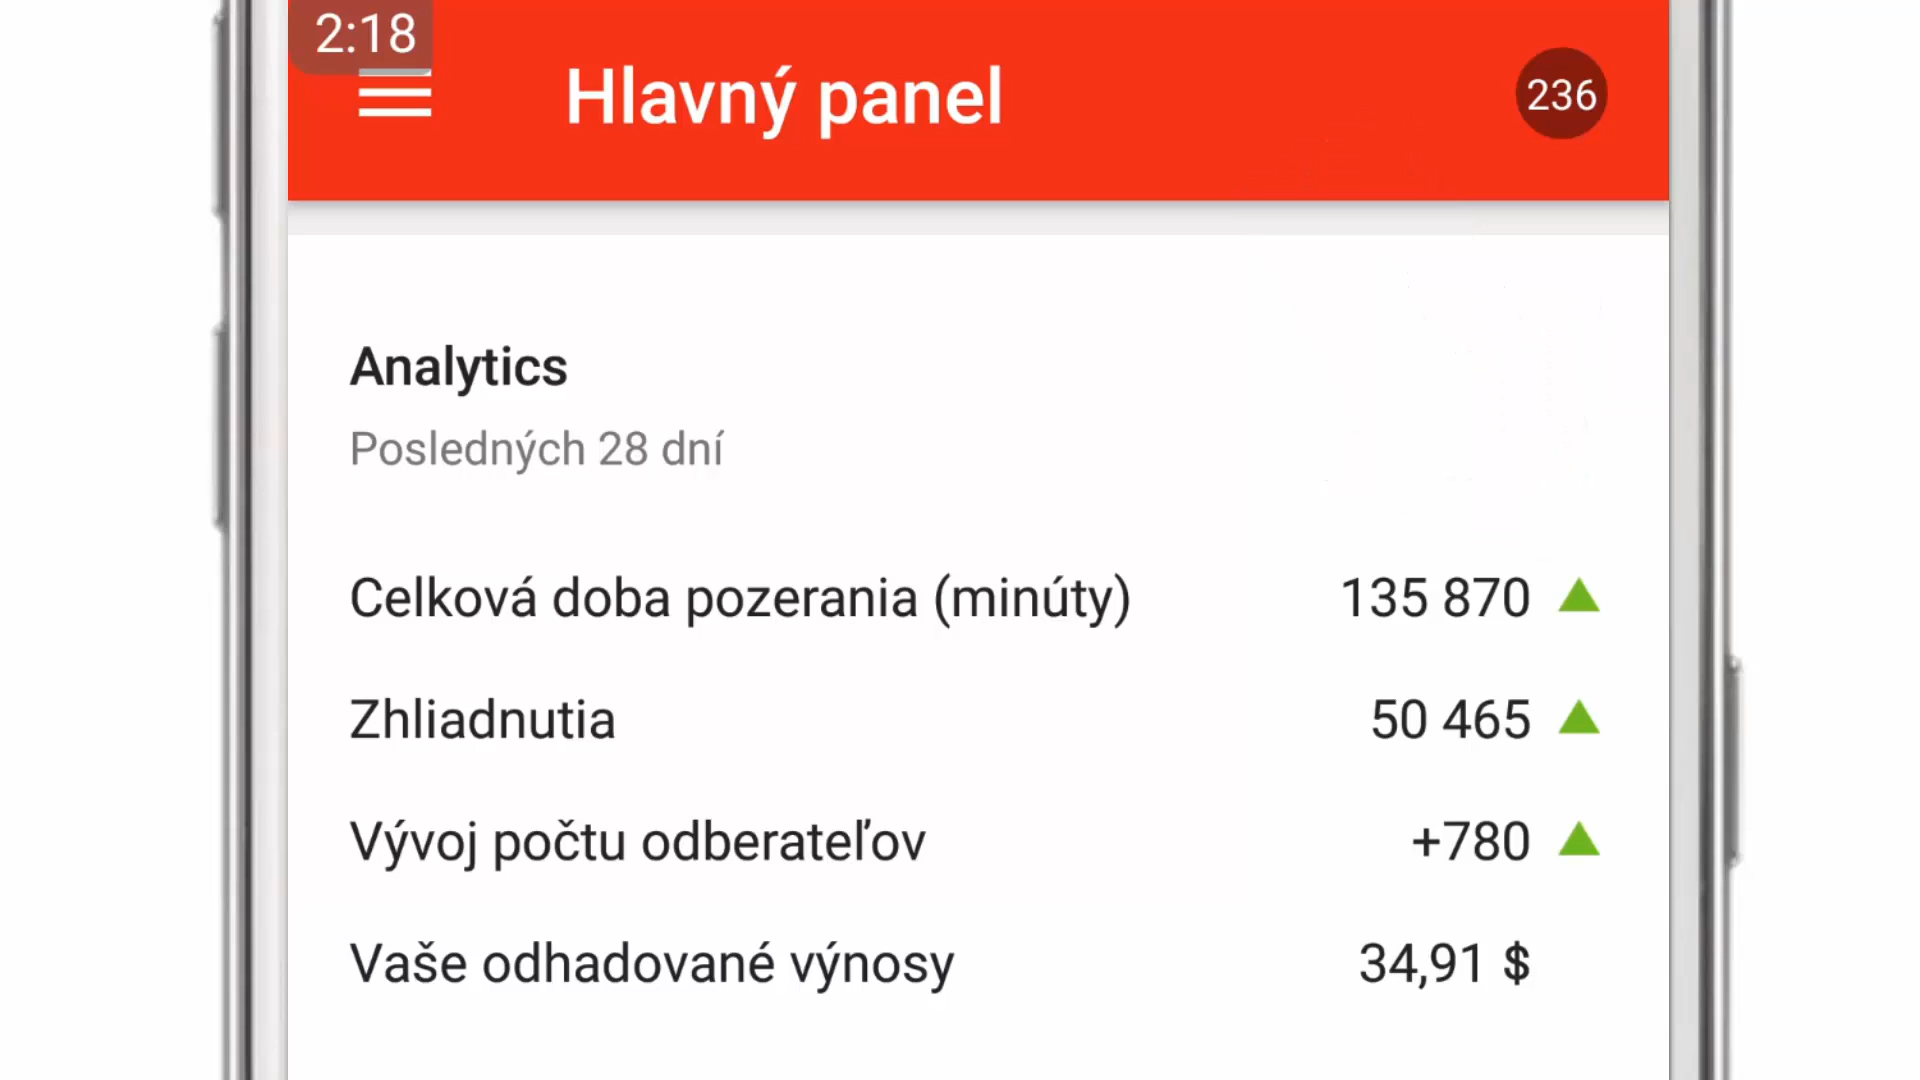 2:18
Hlavný panel
236
Analytics
Posledných 28 dní
Celková doba pozerania (minúty) 135 870
Zhliadnutia 50 465
Vývoj počtu odberateľov +780
Vaše odhadované výnosy 34,91 $